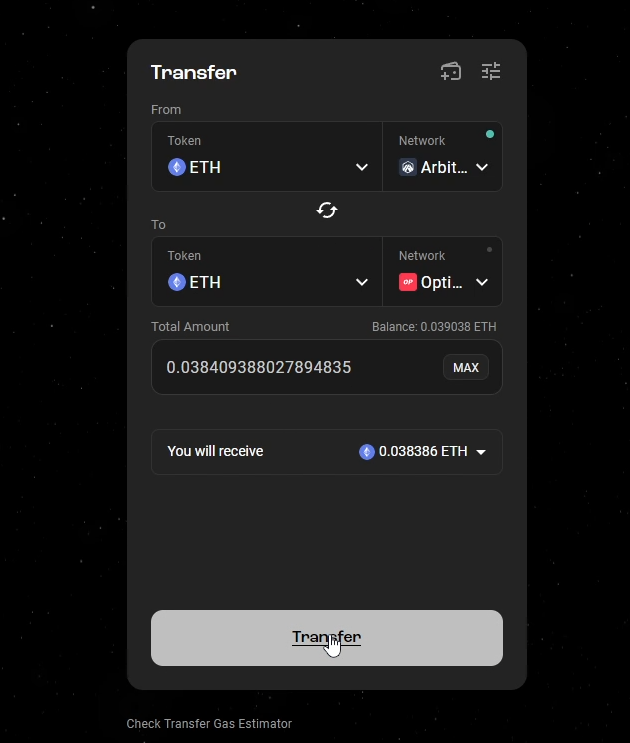 Transfer
From
Token
Network
ETH
Arbit...
To
Token
Network
ETH
OP
Opti...
Total Amount
Balance: 0.039038 ETH
0.038409388027894835
MAX
You will receive
0.038386 ETH
Transfer
Check Transfer Gas Estimator